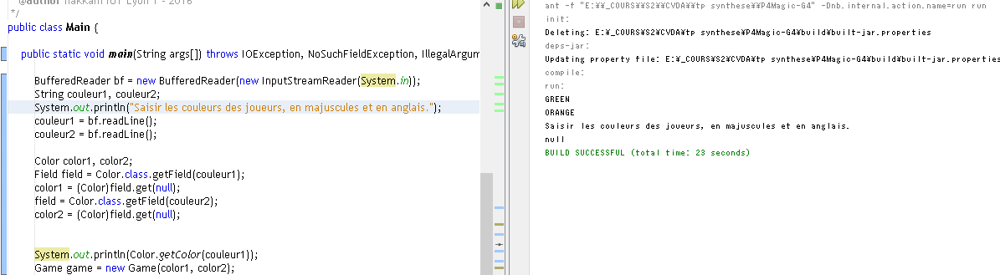 @author hakkahi IUT Lyon 1 - 2016
*/
public class Main {
public static void main(String args[]) throws IOException, NoSuchFieldException, IllegalArgum
BufferedReader bf = new BufferedReader(new InputStreamReader(System.in));
String couleur1, couleur2;
System.out.println("Saisir les couleurs des joueurs, en majuscules et en anglais.");
couleur1 = bf.readLine();
couleur2 = bf.readLine();
Color color1, color2;
Field field = Color.class.getField(couleur1);
color1 = (Color)field.get(null);
field = Color.class.getField(couleur2);
color2 = (Color)field.get(null);
System.out.println(Color.getColor(couleur1));
Game game = new Game(color1, color2);
ant -f "E:¥¥_COURS¥¥S2¥¥CVDA¥¥tp synthese¥¥P4Magic-G4" -Dnb.internal.action.name=run run
init:
Deleting: E:¥_COURS¥S2¥CVDA¥tp synthese¥P4Magic-G4¥build¥built-jar.properties
deps-jar:
Updating property file: E:¥_COURS¥S2¥CVDA¥tp synthese¥P4Magic-G4¥build¥built-jar.properties
compile:
run:
GREEN
ORANGE
Saisir les couleurs des joueurs, en majuscules et en anglais.
null
BUILD SUCCESSFUL (total time: 23 seconds)